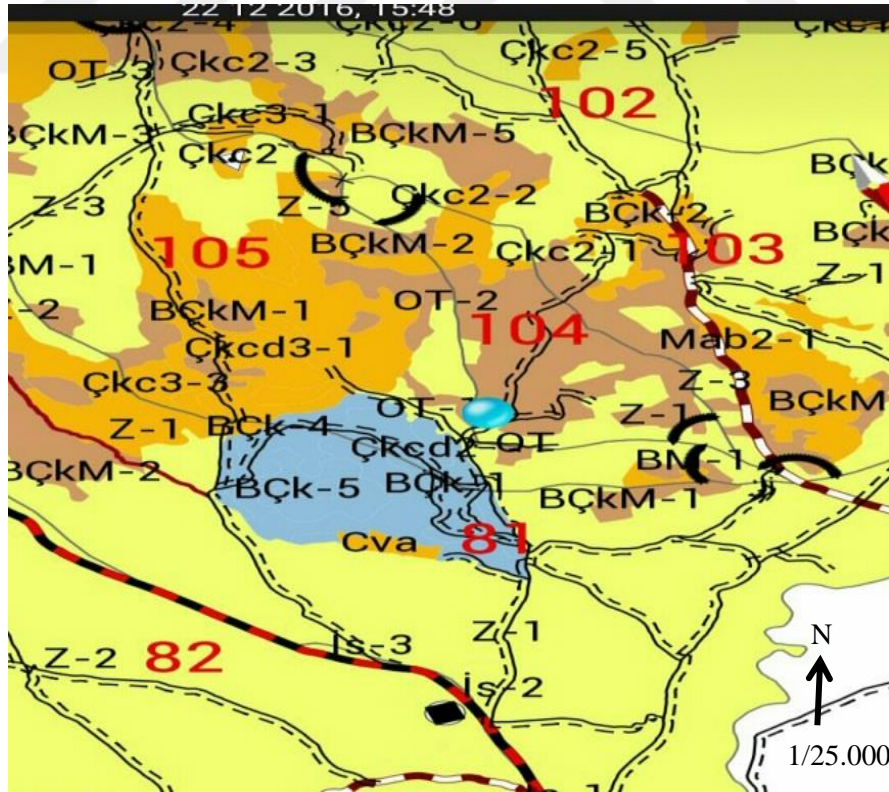 22 12 2016, 15:48
Çkc2-5
OT-3
Çkc2-3
102
Çkc3-1
BÇkM-3
BÇkM-5
Çkc2
Çkc2-2
Z-3
Z-5
BÇk-2
105
BÇkM-2
Çkc2-1
103
BM-1
Z-1
OT-2
-2
BÇkM-1
104
Mab2-1
Çkcd3-1
Çkc3-3
Z-3
BÇkM
Z-1
Z-1
BÇk-4
OT
BM-1
BÇkM-2
BÇk-5
BÇk-1
BÇkM-1
Cva
81
N
Z-1
Z-2
82
İs-3
İs-2
1/25.000